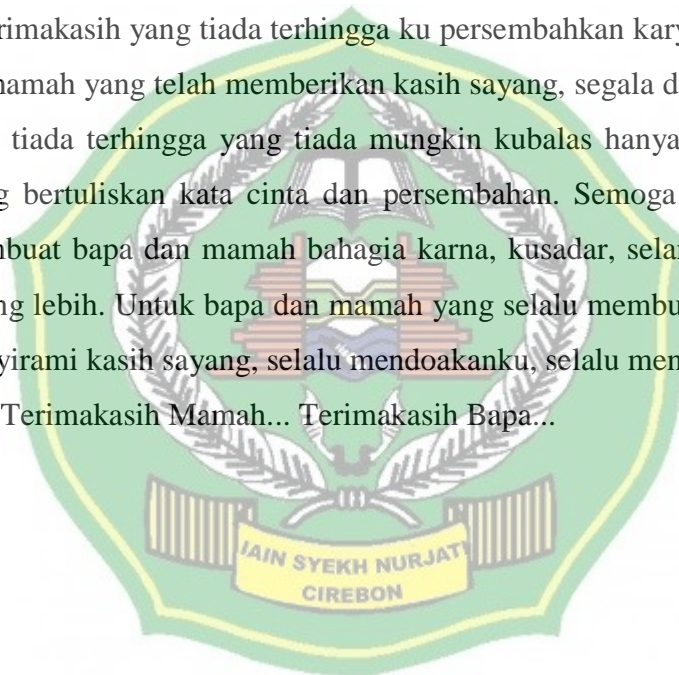 rimakasih yang tiada terhingga ku persembahkan kary
namah yang telah memberikan kasih sayang, segala d
tiada terhingga yang tiada mungkin kubalas hanya
g bertuliskan kata cinta dan persembahan. Semoga
nbuat bapa dan mamah bahagia karna, kusadar, selar
ng lebih. Untuk bapa dan mamah yang selalu membu
yirami kasih sayang, selalu mendoakanku, selalu men
Terimakasih Mamah... Terimakasih Bapa...
IAIN SYEKH NURJATI
CIREBON